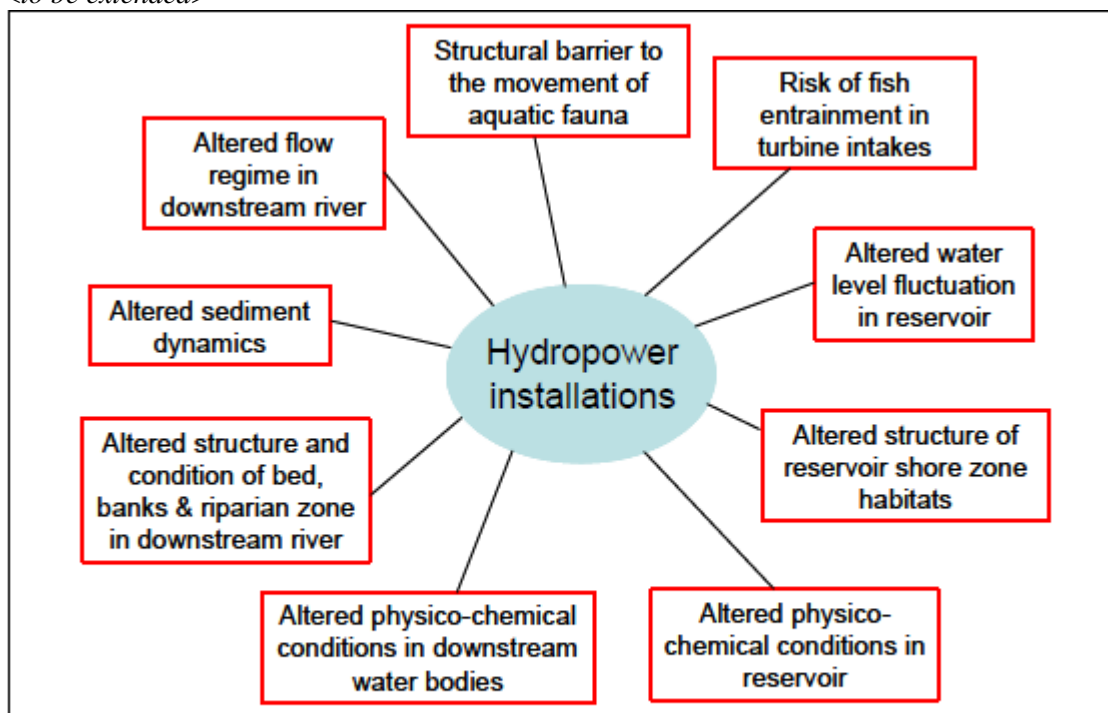 <to be extended>
Structural barrier to
the movement of
aquatic fauna
Risk of fish
entrainment in
turbine intakes
Altered flow
regime in
downstream river
Altered water
level fluctuation
in reservoir
Altered sediment
dynamics
Hydropower
installations
Altered structure and
condition of bed,
banks & riparian zone
in downstream river
Altered structure of
reservoir shore zone
habitats
Altered physico-chemical
conditions in downstream
water bodies
Altered physico-
chemical conditions in
reservoir